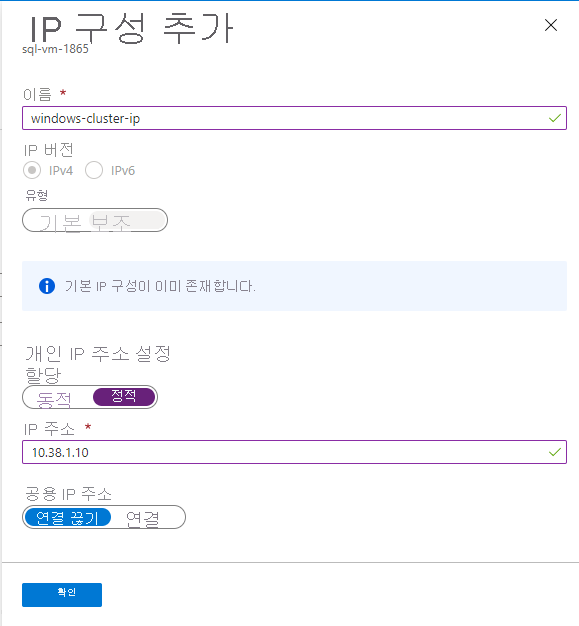 IP 구성 추가
sql-vm-1865
이름 *
windows-cluster-ip
IP 버전
IPv4 IPv6
유형
기본 보조
기본 IP 구성이 이미 존재합니다.
개인 IP 주소 설정
할당
동적 정적
IP 주소 *
10.38.1.10
공용 IP 주소
연결 끊기 연결
확인